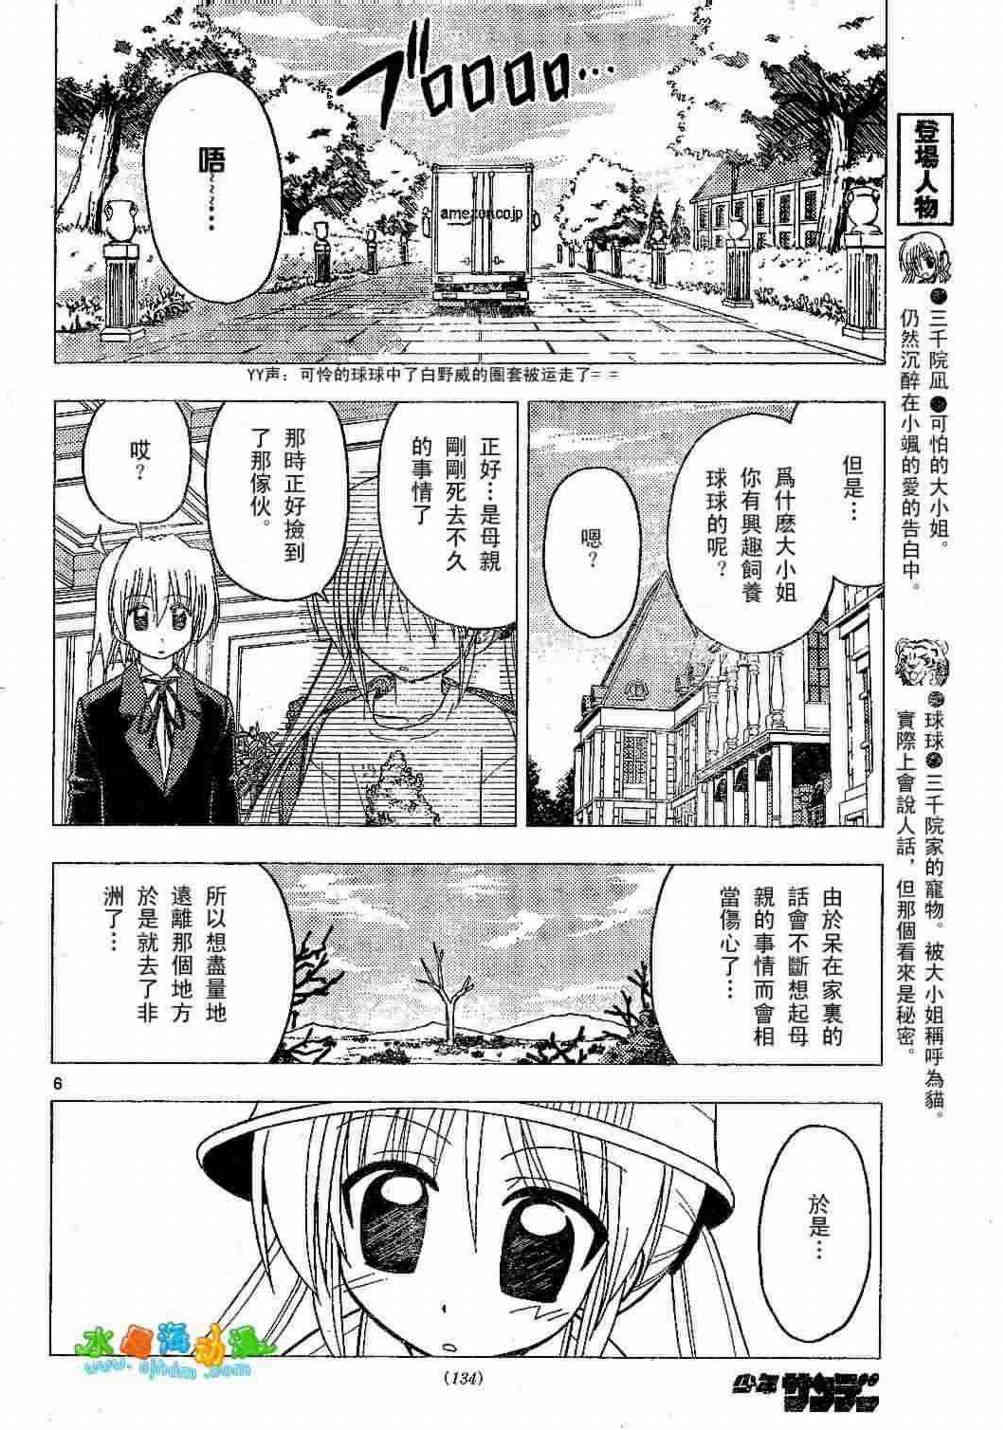 ブロロロロ…
唔……
amezon.co.jp
YY声：可怜的球球中了白野威的圈套被运走了= =
登場人物
●三千院凪●可怕的大小姐。
仍然沉醉在小颯的愛的告白中。
●球球●三千院家的寵物。被大小姐稱呼為貓。
實際上會說人話，但那個看來是秘密。
但是…
爲什麼大小姐
你有興趣飼養
球球的呢？
嗯？
正好…是母親
剛剛死去不久
的事情了
那時正好撿到
了那傢伙。
哎？
由於呆在家裏的
話會不斷想起母
親的事情而會相
當傷心了…
所以想盡量地
遠離那個地方
於是就去了非
洲了…
6
於是…
(134)
少年サンデー